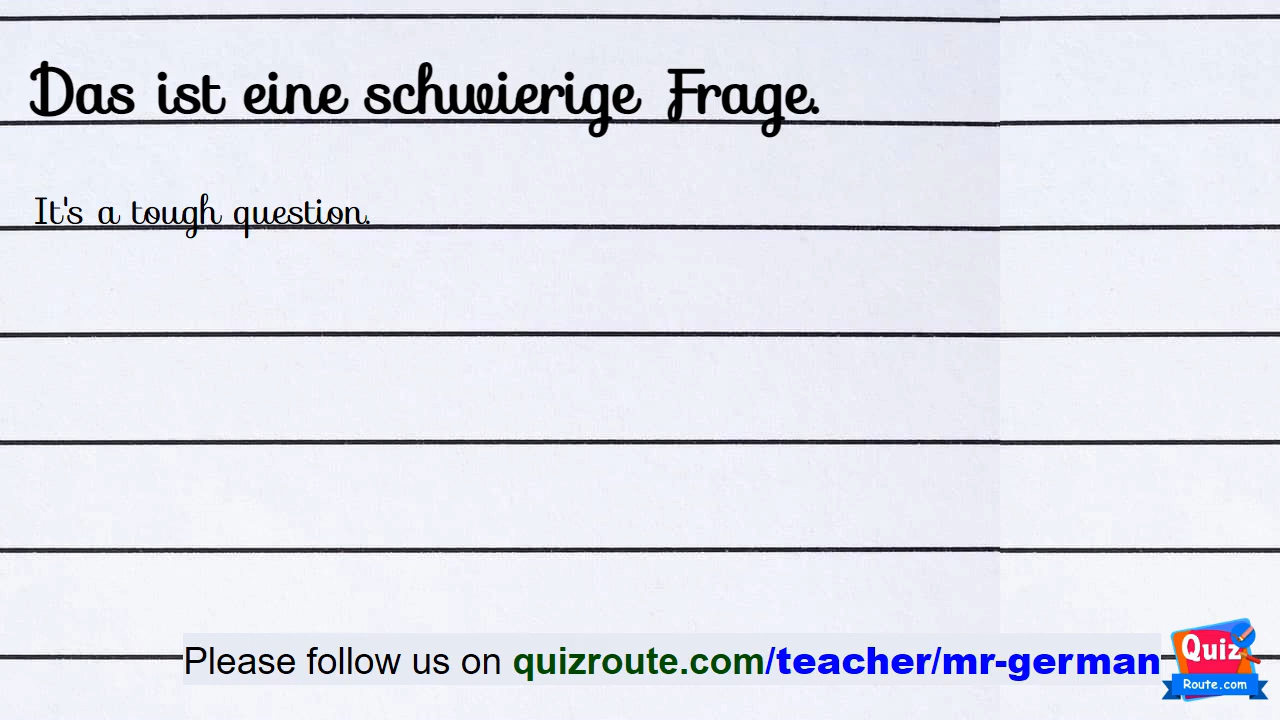 Das ist eine schwierige Frage.
It's a tough question.
Please follow us on quizroute.com/teacher/mr-german
Quiz
Route.com